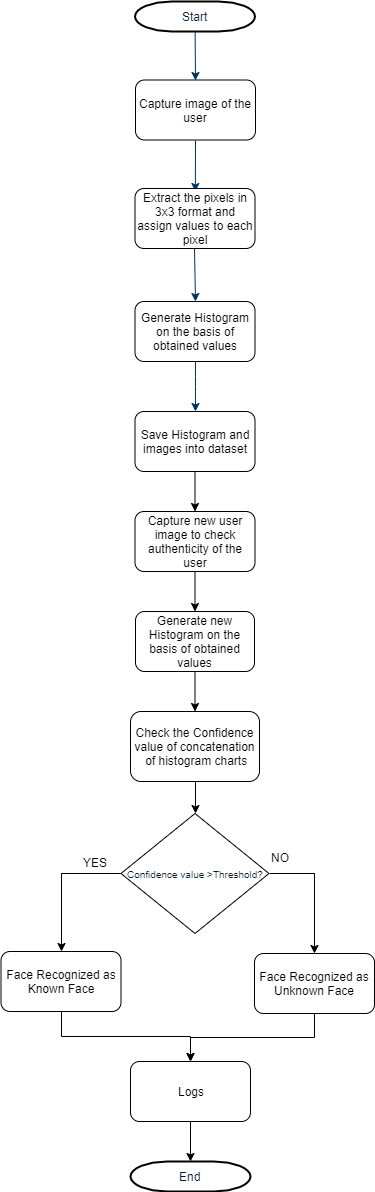 Start
Capture image of the
user
Extract the pixels in
3x3 format and
assign values to each
pixel
Generate Histogram
on the basis of
obtained values
Save Histogram and
images into dataset
Capture new user
image to check
authenticity of the
user
Generate new
Histogram on the
basis of obtained
values
Check the Confidence
value of concatenation
of histogram charts
Confidence value >Threshold?
YES
NO
Face Recognized as
Known Face
Face Recognized as
Unknown Face
Logs
End